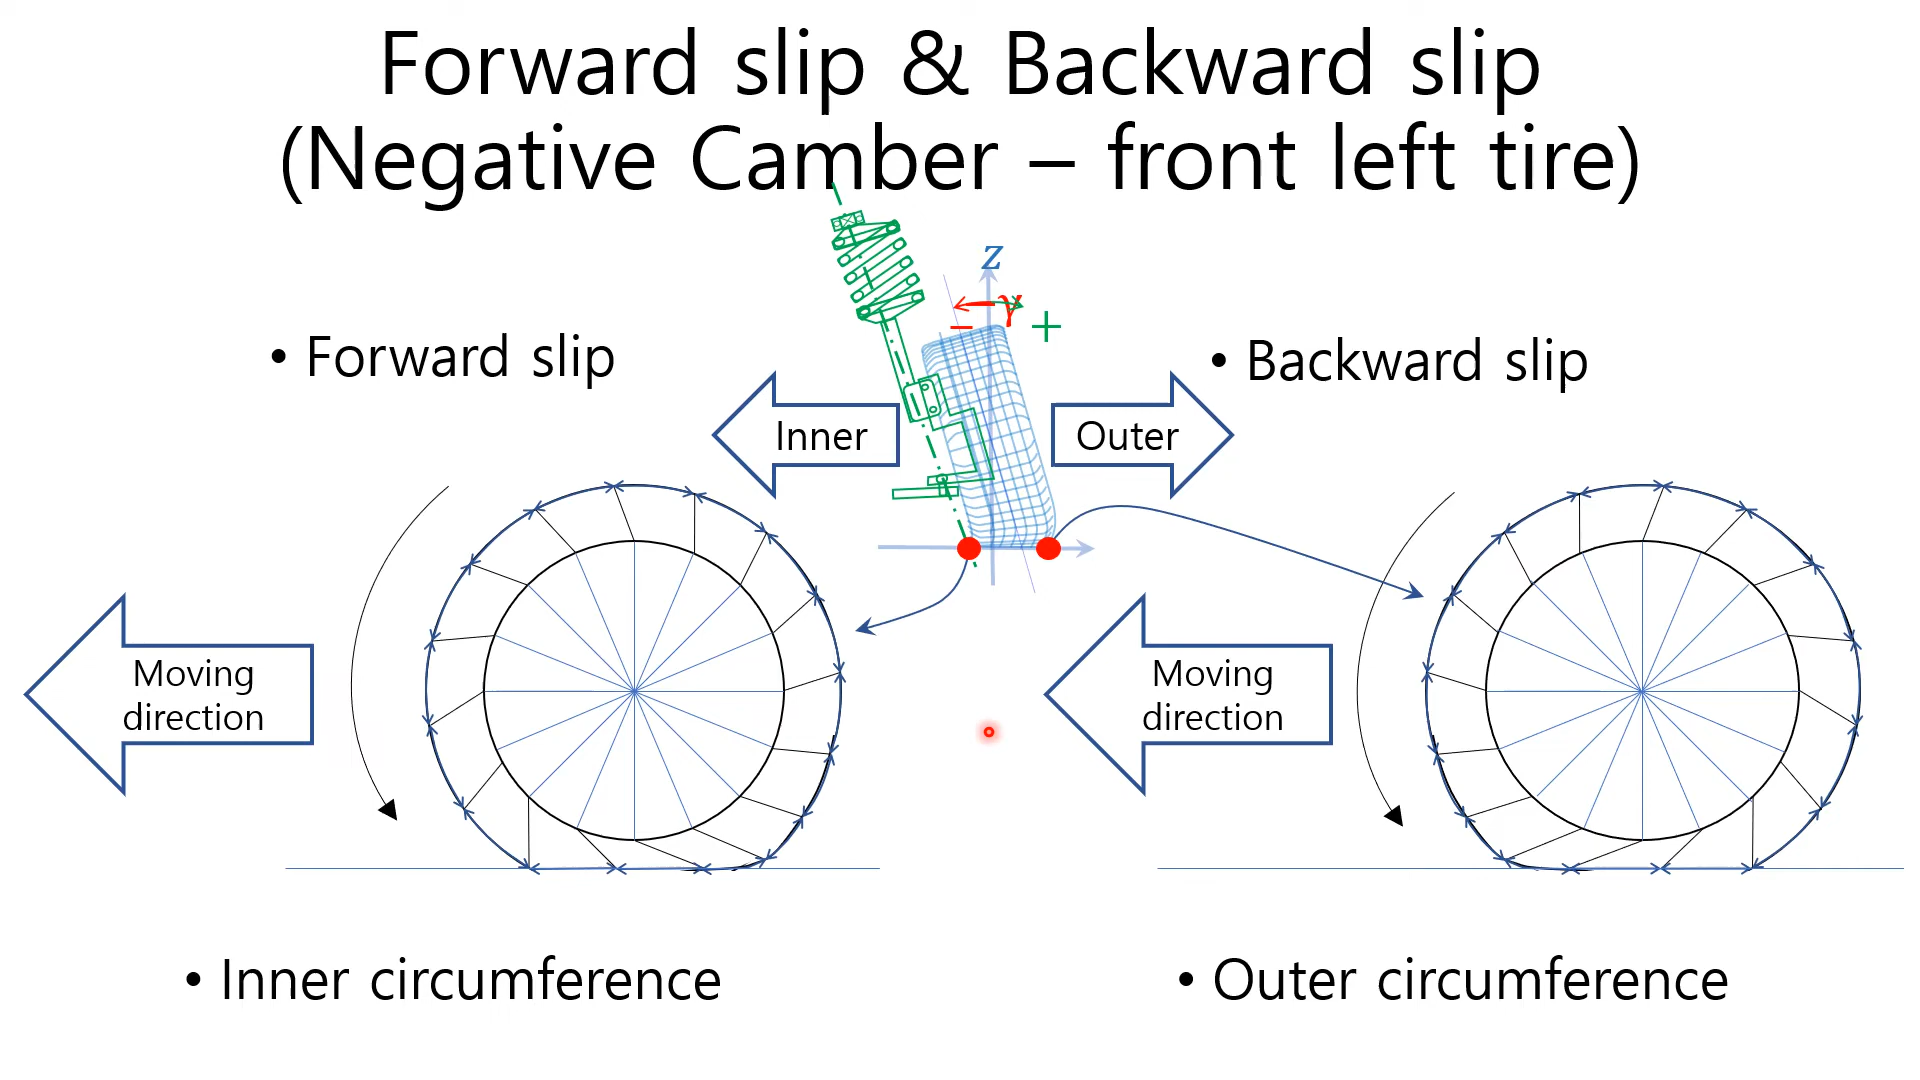 Forward slip & Backward slip
(Negative Camber – front left tire)
z
γ
− +
• Forward slip
• Backward slip
Inner
Outer
Moving
direction
Moving
direction
• Inner circumference
• Outer circumference